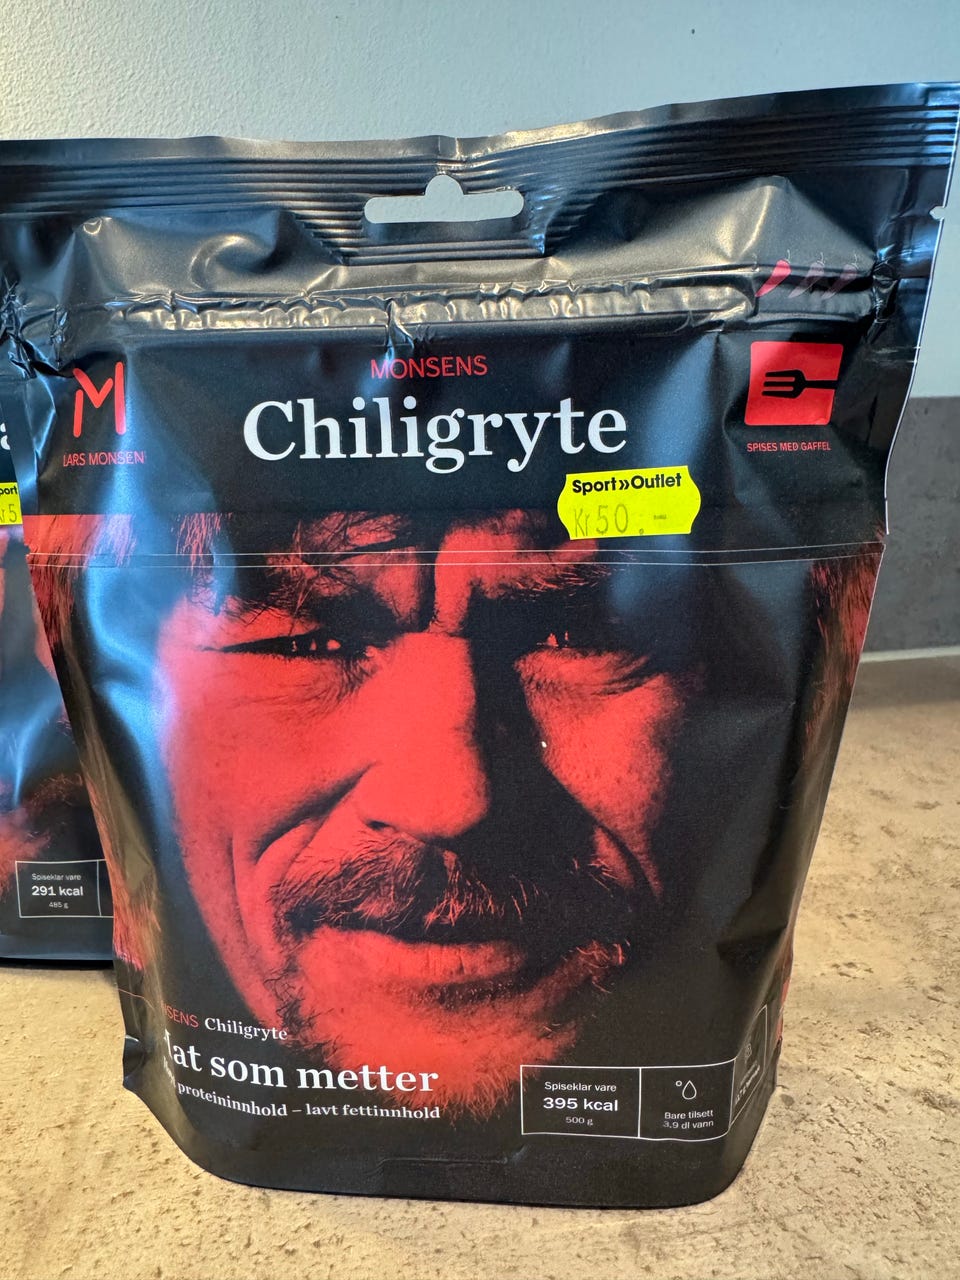 MONSENS
Chiligryte
LARS MONSEN
SPISES MED GAFFEL
Sport»Outlet
Kr 50.-
Chiligryte
som metter
proteininnhold – lavt fettinnhold
Spiseklar vare
395 kcal
500 g
Bare tilsett
3,9 dl vann
Spiseklar vare
291 kcal
485 g